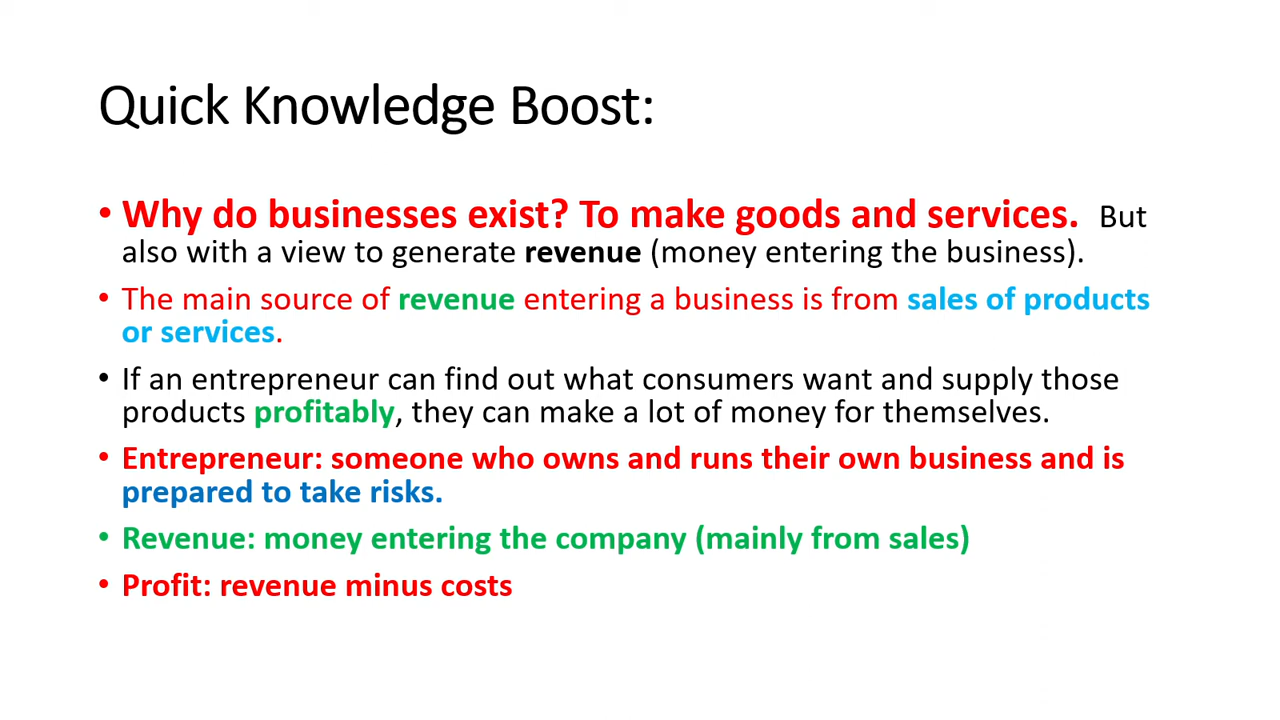 Quick Knowledge Boost:
• Why do businesses exist? To make goods and services. But
also with a view to generate revenue (money entering the business).
• The main source of revenue entering a business is from sales of products
or services.
• If an entrepreneur can find out what consumers want and supply those
products profitably, they can make a lot of money for themselves.
• Entrepreneur: someone who owns and runs their own business and is
prepared to take risks.
• Revenue: money entering the company (mainly from sales)
• Profit: revenue minus costs